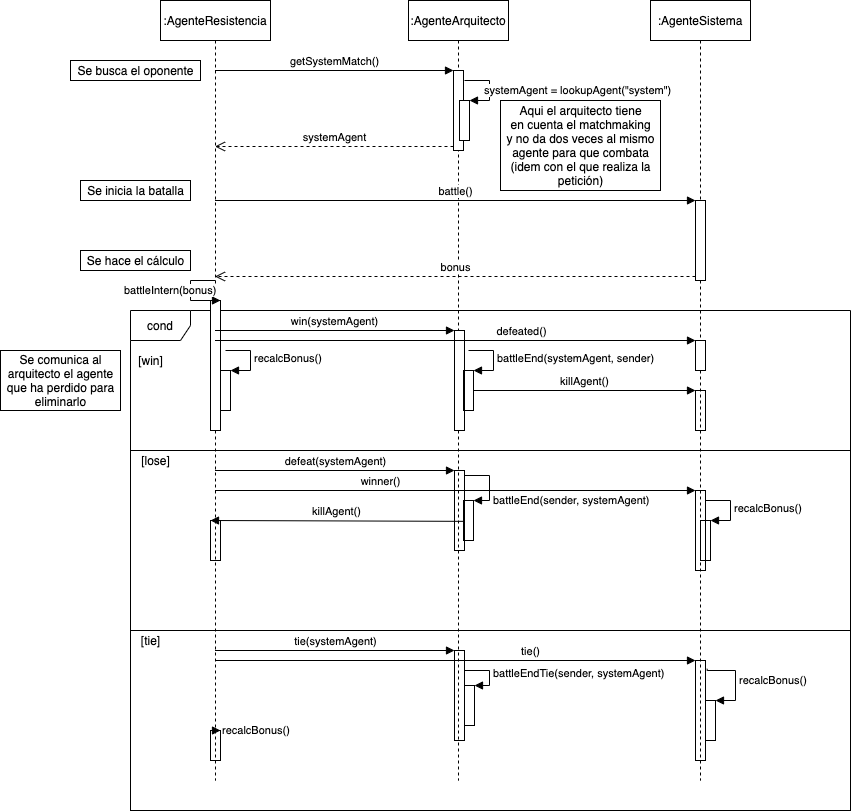 :AgenteResistencia
:AgenteArquitecto
:AgenteSistema
Se busca el oponente
getSystemMatch()
systemAgent = lookupAgent("system")
Aqui el arquitecto tiene
en cuenta el matchmaking
y no da dos veces al mismo
agente para que combata
(idem con el que realiza la
petición)
systemAgent
Se inicia la batalla
battle()
Se hace el cálculo
bonus
battleIntern(bonus)
cond
win(systemAgent)
defeated()
Se comunica al
arquitecto el agente
que ha perdido para
eliminarlo
[win]
recalcBonus()
battleEnd(systemAgent, sender)
killAgent()
[lose]
defeat(systemAgent)
winner()
battleEnd(sender, systemAgent)
recalcBonus()
killAgent()
[tie]
tie(systemAgent)
tie()
battleEndTie(sender, systemAgent)
recalcBonus()
recalcBonus()